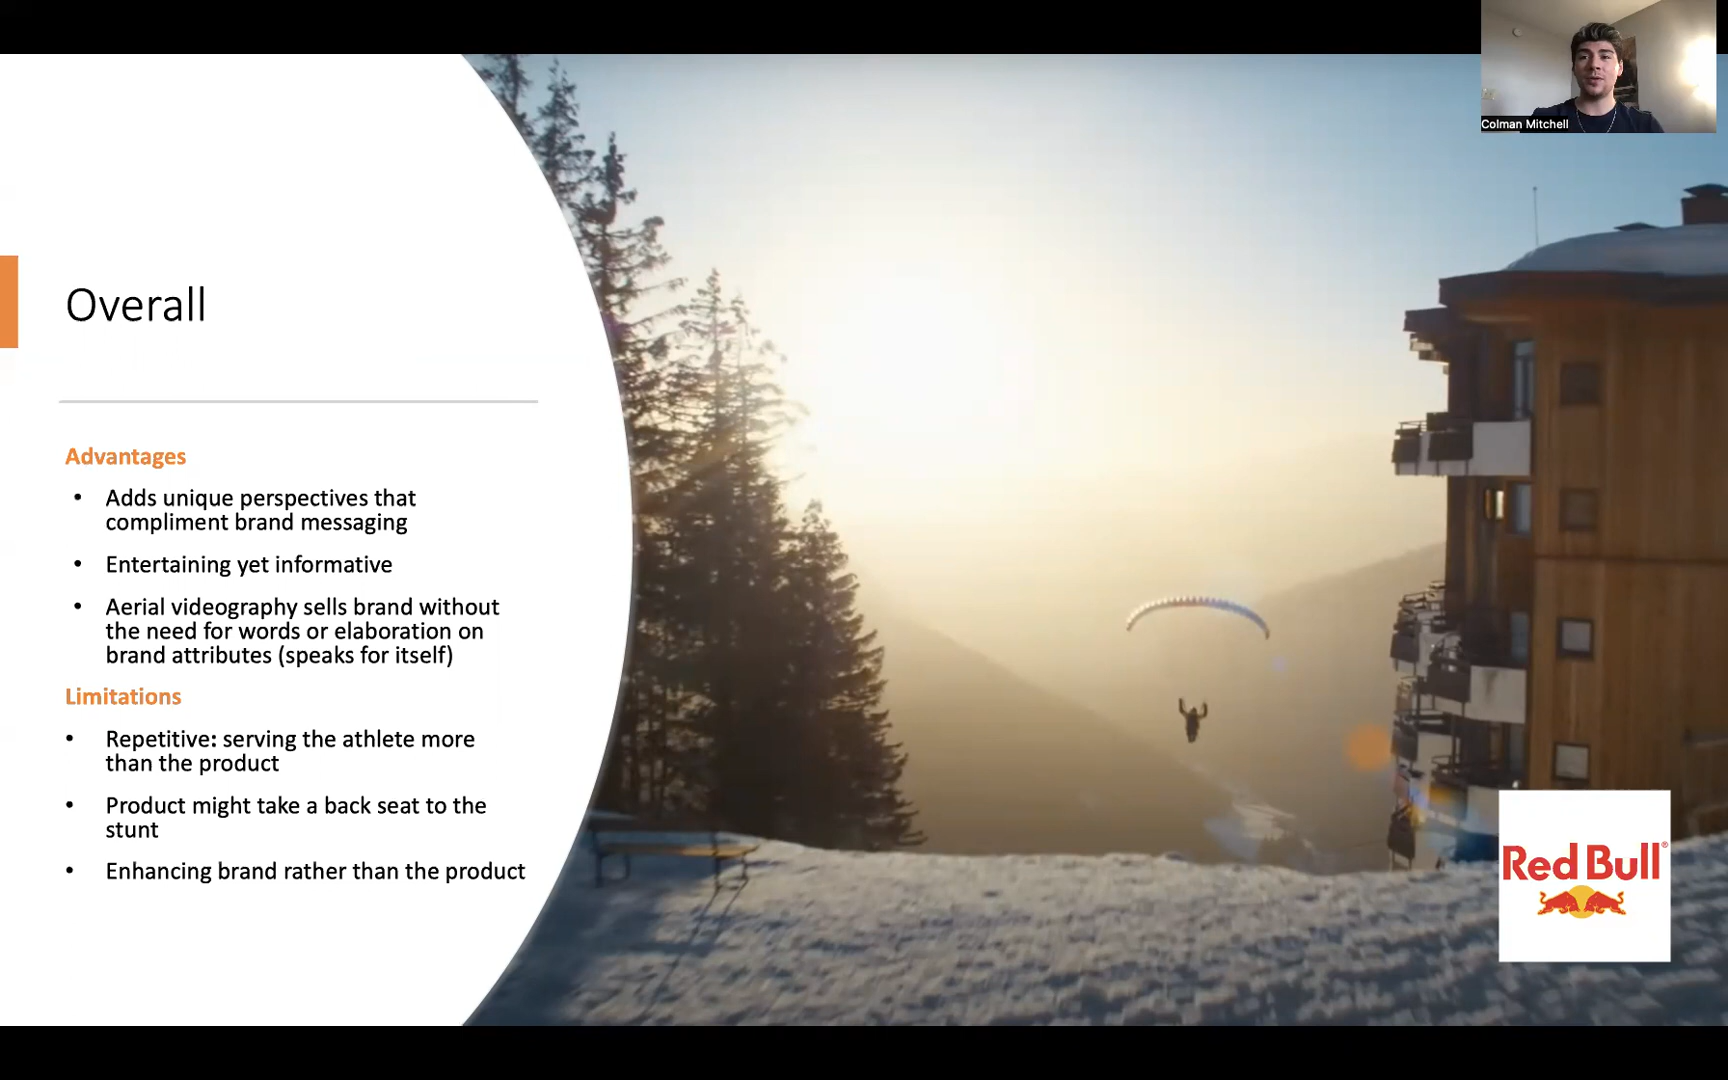 Colman Mitchell
Overall
Advantages
• Adds unique perspectives that
compliment brand messaging
• Entertaining yet informative
• Aerial videography sells brand without
the need for words or elaboration on
brand attributes (speaks for itself)
Limitations
• Repetitive: serving the athlete more
than the product
• Product might take a back seat to the
stunt
• Enhancing brand rather than the product
Red Bull®